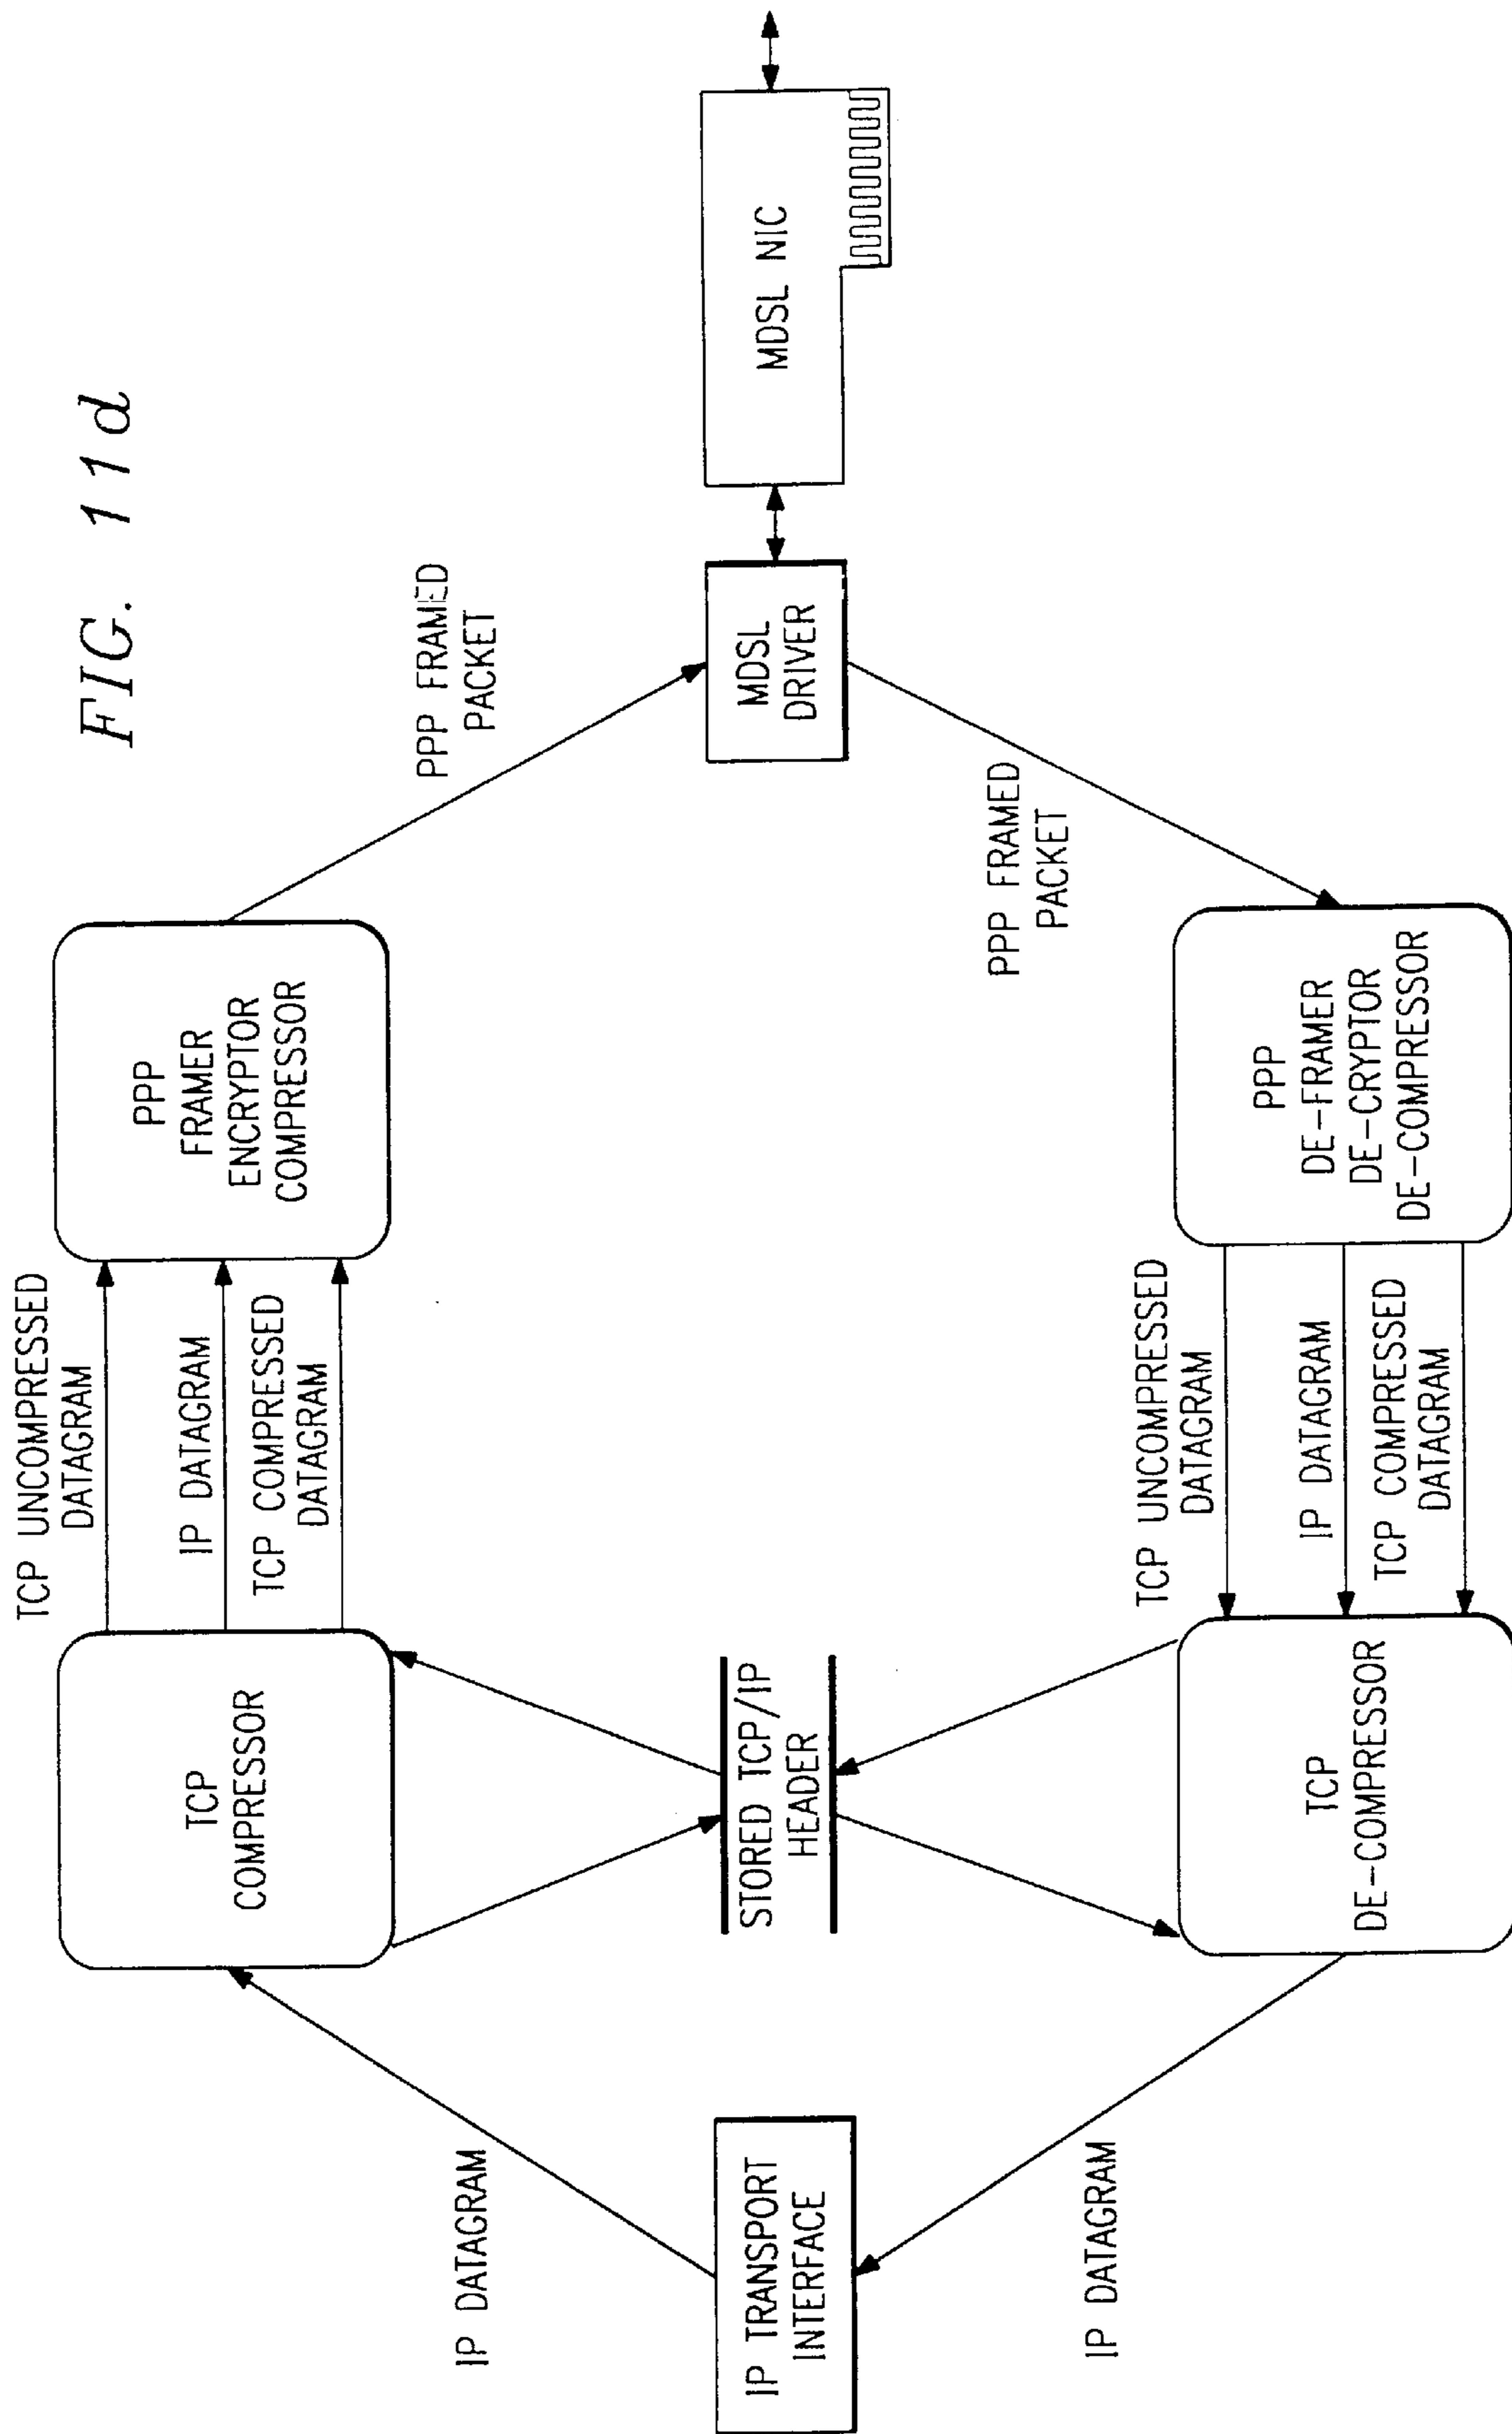 FIG. 11d
IP DATAGRAM
IP TRANSPORT
INTERFACE
IP DATAGRAM
TCP
COMPRESSOR
STORED TCP/IP
HEADER
TCP
DE-COMPRESSOR
TCP UNCOMPRESSED
DATAGRAM
IP DATAGRAM
TCP COMPRESSED
DATAGRAM
TCP UNCOMPRESSED
DATAGRAM
IP DATAGRAM
TCP COMPRESSED
DATAGRAM
PPP
FRAMER
ENCRYPTOR
COMPRESSOR
PPP
DE-FRAMER
DE-CRYPTOR
DE-COMPRESSOR
PPP FRAMED
PACKET
PPP FRAMED
PACKET
MDSL
DRIVER
MDSL NIC